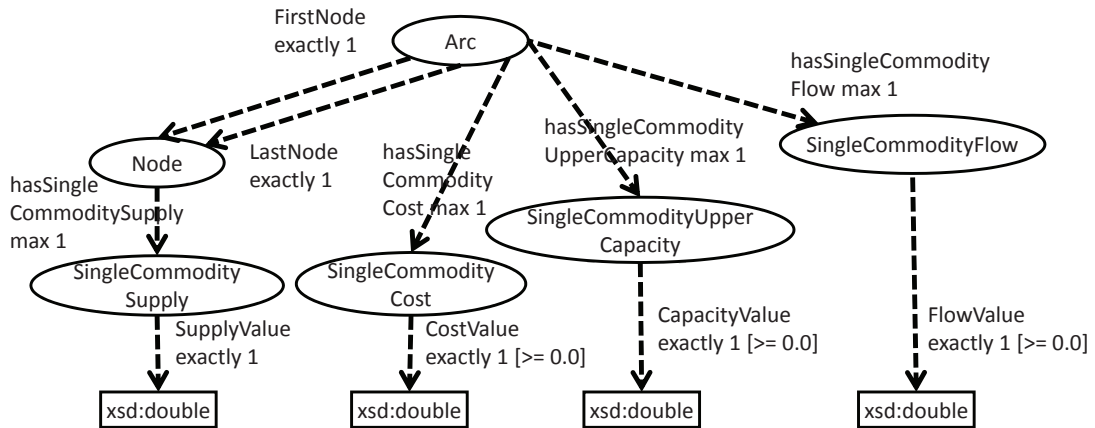 FirstNode
exactly 1
Arc
hasSingleCommodity
Flow max 1
hasSingleCommodity
UpperCapacity max 1
SingleCommodityFlow
Node
LastNode
exactly 1
hasSingle
Commodity
Cost max 1
hasSingle
CommoditySupply
max 1
SingleCommodityUpper
Capacity
SingleCommodity
Supply
SingleCommodity
Cost
SupplyValue
exactly 1
CostValue
exactly 1 [>= 0.0]
CapacityValue
exactly 1 [>= 0.0]
FlowValue
exactly 1 [>= 0.0]
xsd:double
xsd:double
xsd:double
xsd:double